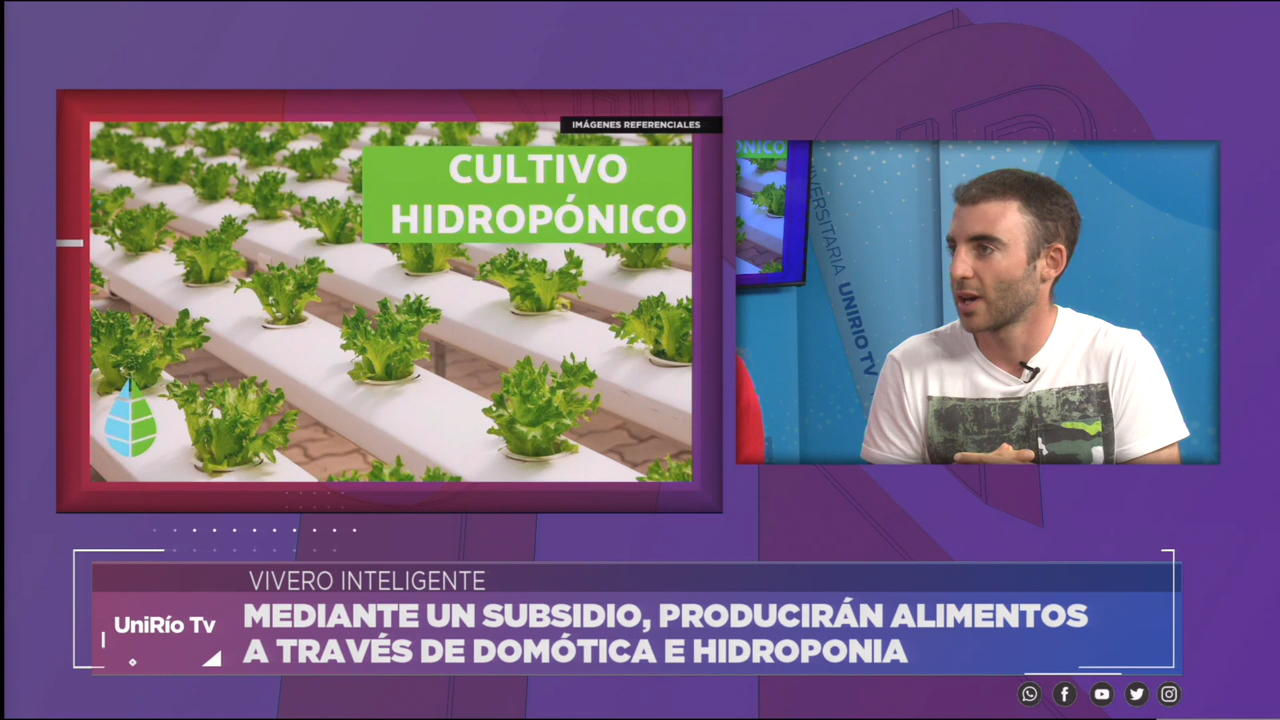 IMÁGENES REFERENCIALES
CULTIVO
HIDROPÓNICO
UNIRIO TV
VIVERO INTELIGENTE
UniRío Tv
MEDIANTE UN SUBSIDIO, PRODUCIRÁN ALIMENTOS
A TRAVÉS DE DOMÓTICA E HIDROPONIA